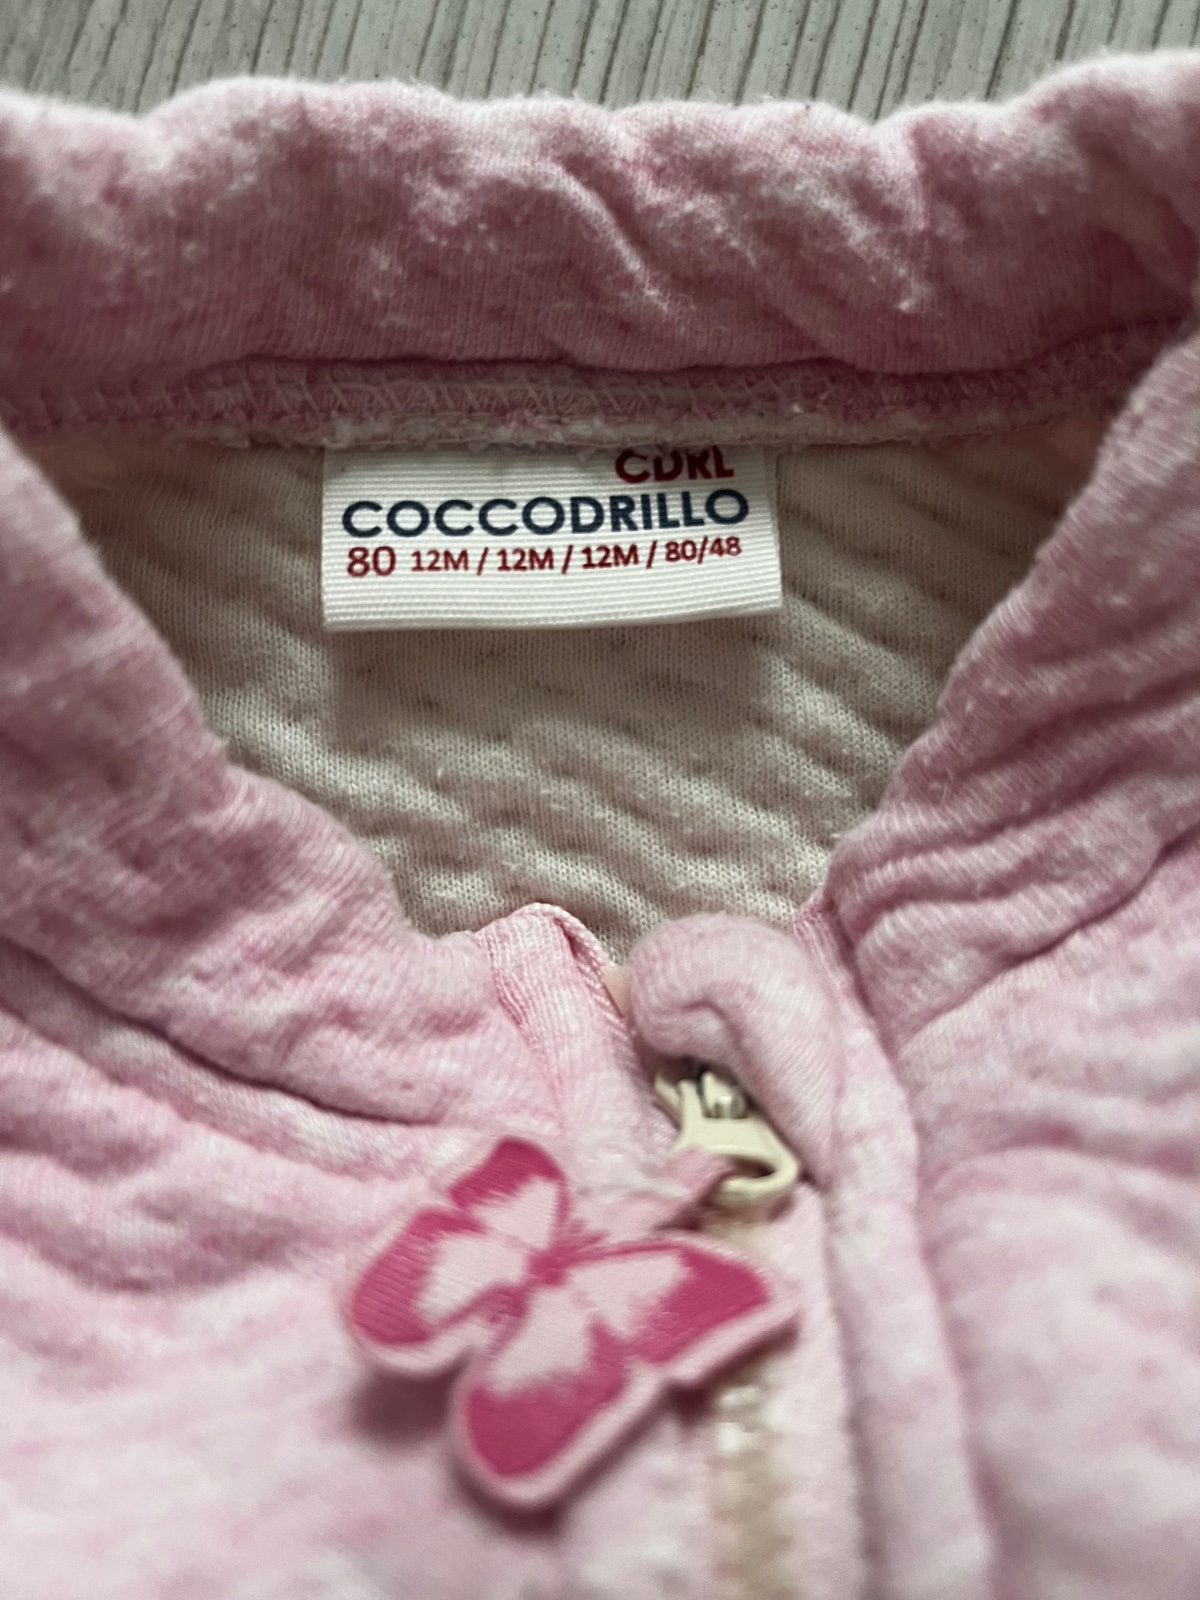 CDRL
COCCODRILLO
80 12M / 12M / 12M / 80/48